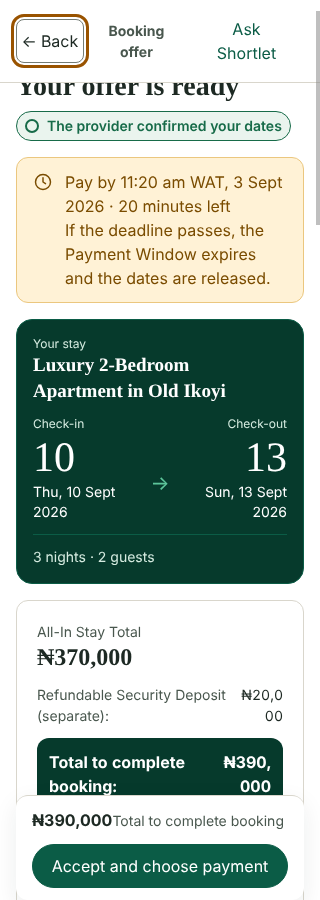 ← Back
Booking
offer
Ask
Shortlet
Your offer is ready
The provider confirmed your dates
Pay by 11:20 am WAT, 3 Sept
2026 · 20 minutes left
If the deadline passes, the
Payment Window expires
and the dates are released.
Your stay
Luxury 2-Bedroom
Apartment in Old Ikoyi
Check-in
Check-out
10
13
Thu, 10 Sept
2026
→
Sun, 13 Sept
2026
3 nights · 2 guests
All-In Stay Total
₦370,000
Refundable Security Deposit
(separate):
₦20,0
00
Total to complete
booking:
₦390,
000
₦390,000 Total to complete booking
Accept and choose payment